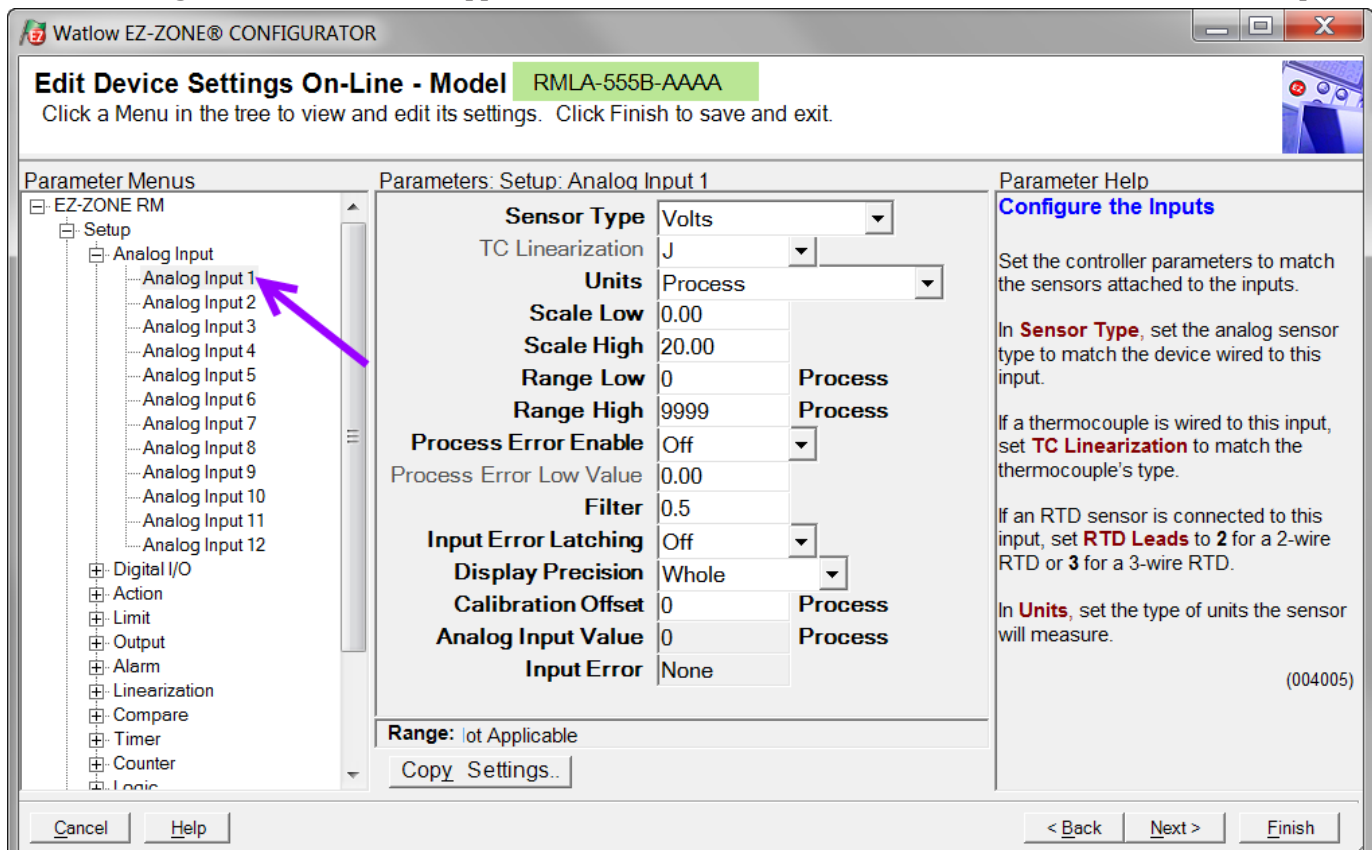 Watlow EZ-ZONE® CONFIGURATOR
Edit Device Settings On-Line - Model RMLA-555B-AAAA
Click a Menu in the tree to view and edit its settings. Click Finish to save and exit.
Parameter Menus
EZ-ZONE RM
Setup
Analog Input
Analog Input 1
Analog Input 2
Analog Input 3
Analog Input 4
Analog Input 5
Analog Input 6
Analog Input 7
Analog Input 8
Analog Input 9
Analog Input 10
Analog Input 11
Analog Input 12
Digital I/O
Action
Limit
Output
Alarm
Linearization
Compare
Timer
Counter
Logic
Parameters: Setup: Analog Input 1
Sensor Type Volts
TC Linearization J
Units Process
Scale Low 0.00
Scale High 20.00
Range Low 0 Process
Range High 9999 Process
Process Error Enable Off
Process Error Low Value 0.00
Filter 0.5
Input Error Latching Off
Display Precision Whole
Calibration Offset 0 Process
Analog Input Value 0 Process
Input Error None
Range: ot Applicable
Copy Settings..
Parameter Help
Configure the Inputs
Set the controller parameters to match
the sensors attached to the inputs.
In Sensor Type, set the analog sensor
type to match the device wired to this
input.
If a thermocouple is wired to this input,
set TC Linearization to match the
thermocouple's type.
If an RTD sensor is connected to this
input, set RTD Leads to 2 for a 2-wire
RTD or 3 for a 3-wire RTD.
In Units, set the type of units the sensor
will measure.
(004005)
Cancel Help < Back Next > Finish